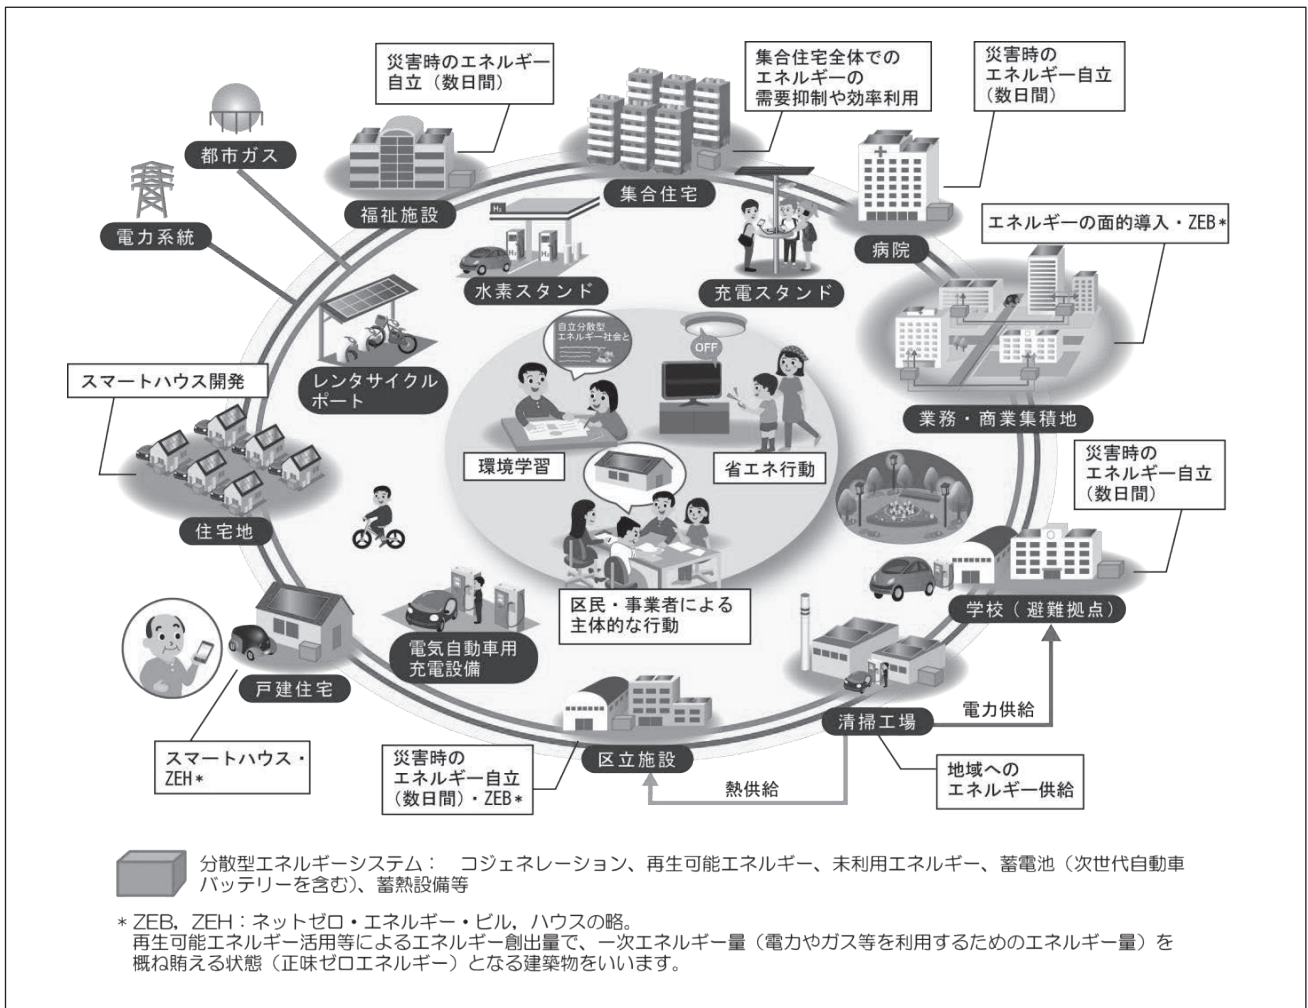 災害時のエネルギー
自立（数日間）
集合住宅全体での
エネルギーの
需要抑制や効率利用
災害時の
エネルギー自立
（数日間）
都市ガス
電力系統
福祉施設
集合住宅
病院
エネルギーの面的導入・ZEB*
H₂
H₂
H₂
水素スタンド
充電スタンド
自立分散型
エネルギー社会と
OFF
スマートハウス開発
レンタサイクル
ポート
業務・商業集積地
環境学習
省エネ行動
災害時の
エネルギー自立
（数日間）
住宅地
区民・事業者による
主体的な行動
学校（避難拠点）
電気自動車用
充電設備
戸建住宅
清掃工場
電力供給
スマートハウス・
ZEH*
災害時の
エネルギー自立
（数日間）・ZEB*
区立施設
熱供給
地域への
エネルギー供給
分散型エネルギーシステム：　コジェネレーション、再生可能エネルギー、未利用エネルギー、蓄電池（次世代自動車
バッテリーを含む）、蓄熱設備等
* ZEB，ZEH：ネットゼロ・エネルギー・ビル，ハウスの略。
再生可能エネルギー活用等によるエネルギー創出量で、一次エネルギー量（電力やガス等を利用するためのエネルギー量）を
概ね賄える状態（正味ゼロエネルギー）となる建築物をいいます。